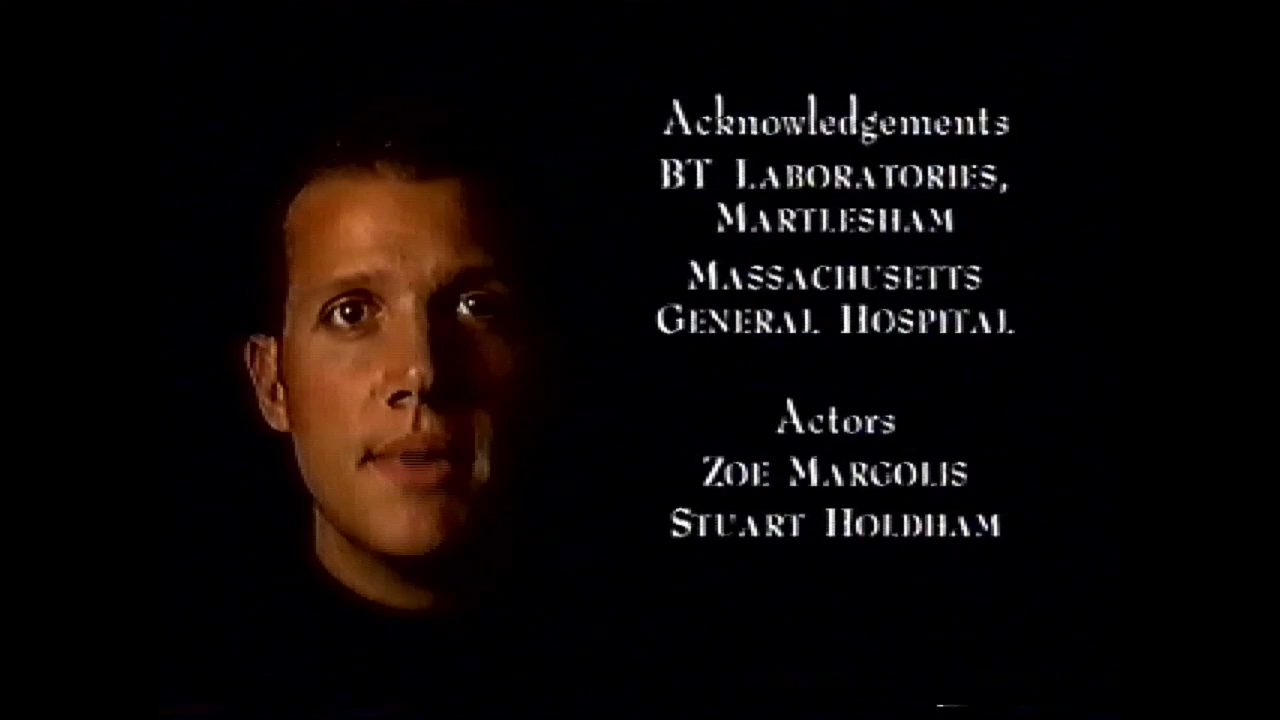 Acknowledgements
BT LABORATORIES,
MARTLESHAM
MASSACHUSETTS
GENERAL HOSPITAL
Actors
ZOE MARGOLIS
STUART HOLDHAM